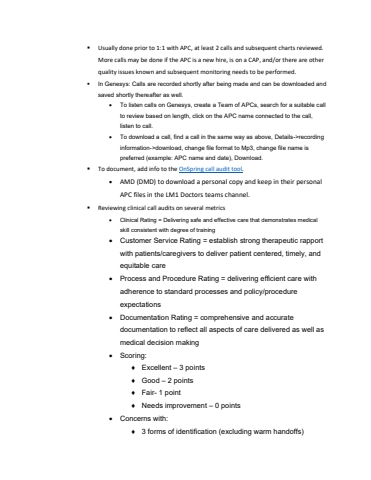 ▪ Usually done prior to 1:1 with APC, at least 2 calls and subsequent charts reviewed.
More calls may be done if the APC is a new hire, is on a CAP, and/or there are other
quality issues known and subsequent monitoring needs to be performed.
▪ In Genesys: Calls are recorded shortly after being made and can be downloaded and
saved shortly thereafter as well.
• To listen calls on Genesys, create a Team of APCs, search for a suitable call
to review based on length, click on the APC name connected to the call,
listen to call.
• To download a call, find a call in the same way as above, Details->recording
information->download, change file format to Mp3, change file name is
preferred (example: APC name and date), Download.
▪ To document, add info to the OnSpring call audit tool.
• AMD (DMD) to download a personal copy and keep in their personal
APC files in the LM1 Doctors teams channel.
▪ Reviewing clinical call audits on several metrics
• Clinical Rating = Delivering safe and effective care that demonstrates medical
skill consistent with degree of training
• Customer Service Rating = establish strong therapeutic rapport
with patients/caregivers to deliver patient centered, timely, and
equitable care
• Process and Procedure Rating = delivering efficient care with
adherence to standard processes and policy/procedure
expectations
• Documentation Rating = comprehensive and accurate
documentation to reflect all aspects of care delivered as well as
medical decision making
• Scoring:
♦ Excellent – 3 points
♦ Good – 2 points
♦ Fair- 1 point
♦ Needs improvement – 0 points
• Concerns with:
♦ 3 forms of identification (excluding warm handoffs)